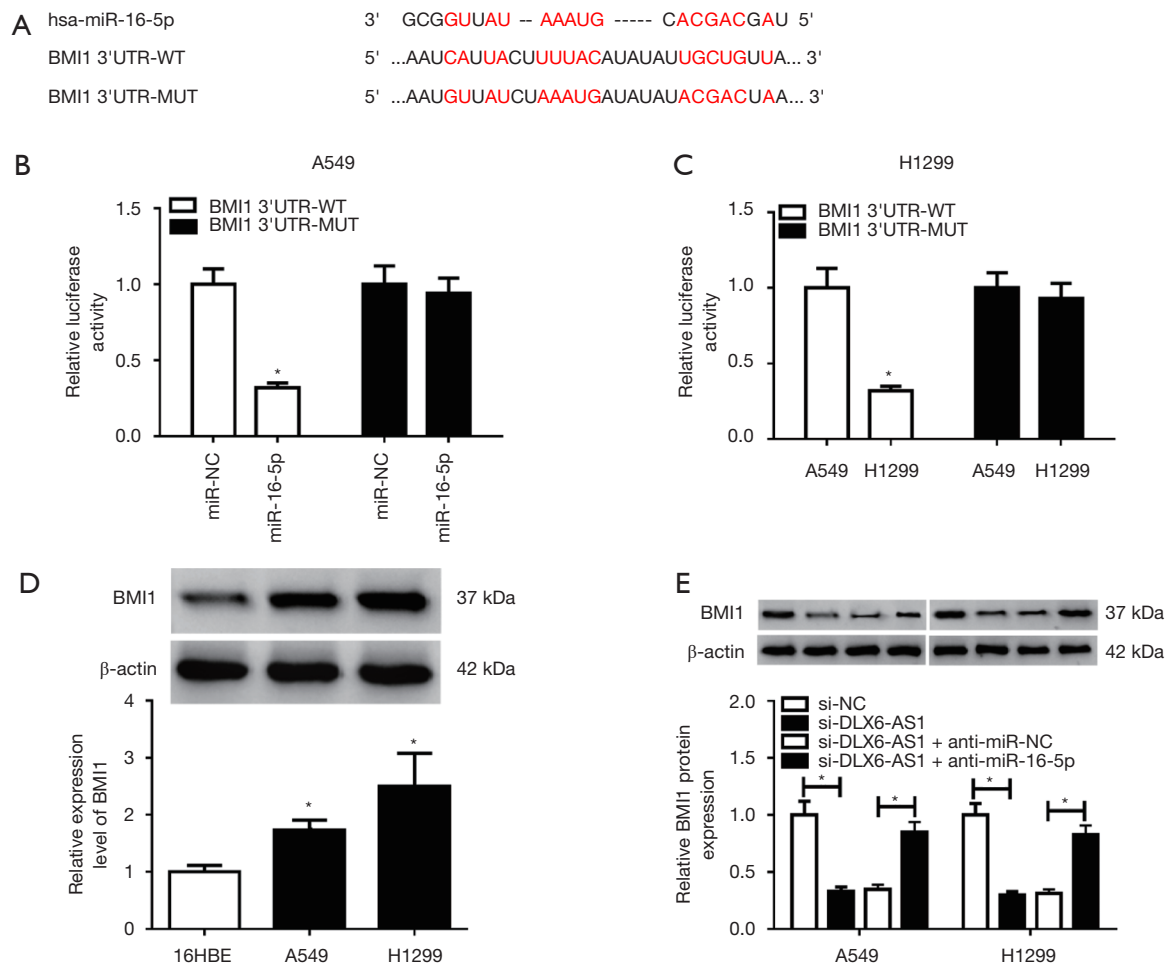 A
hsa-miR-16-5p 3' GCGGUUAU -- AAAUG ----- CACGACGAU 5'
BMI1 3'UTR-WT 5' ...AAUCAUUACUUUUACAUAUAUUGCUGUUA... 3'
BMI1 3'UTR-MUT 5' ...AAUGUUAUCUAAAUGAUAUAUACGACUAA... 3'
B
A549
BMI1 3'UTR-WT
BMI1 3'UTR-MUT
Relative luciferase
activity
1.5
1.0
0.5
0.0
*
miR-NC
miR-16-5p
miR-NC
miR-16-5p
C
H1299
BMI1 3'UTR-WT
BMI1 3'UTR-MUT
Relative luciferase
activity
1.5
1.0
0.5
0.0
*
A549 H1299 A549 H1299
D
BMI1 37 kDa
β-actin 42 kDa
Relative expression
level of BMI1
4
3
2
1
0
*
*
16HBE A549 H1299
E
BMI1 37 kDa
β-actin 42 kDa
Relative BMI1 protein
expression
2.0
1.5
1.0
0.5
0.0
si-NC
si-DLX6-AS1
si-DLX6-AS1 + anti-miR-NC
si-DLX6-AS1 + anti-miR-16-5p
* * * *
A549 H1299